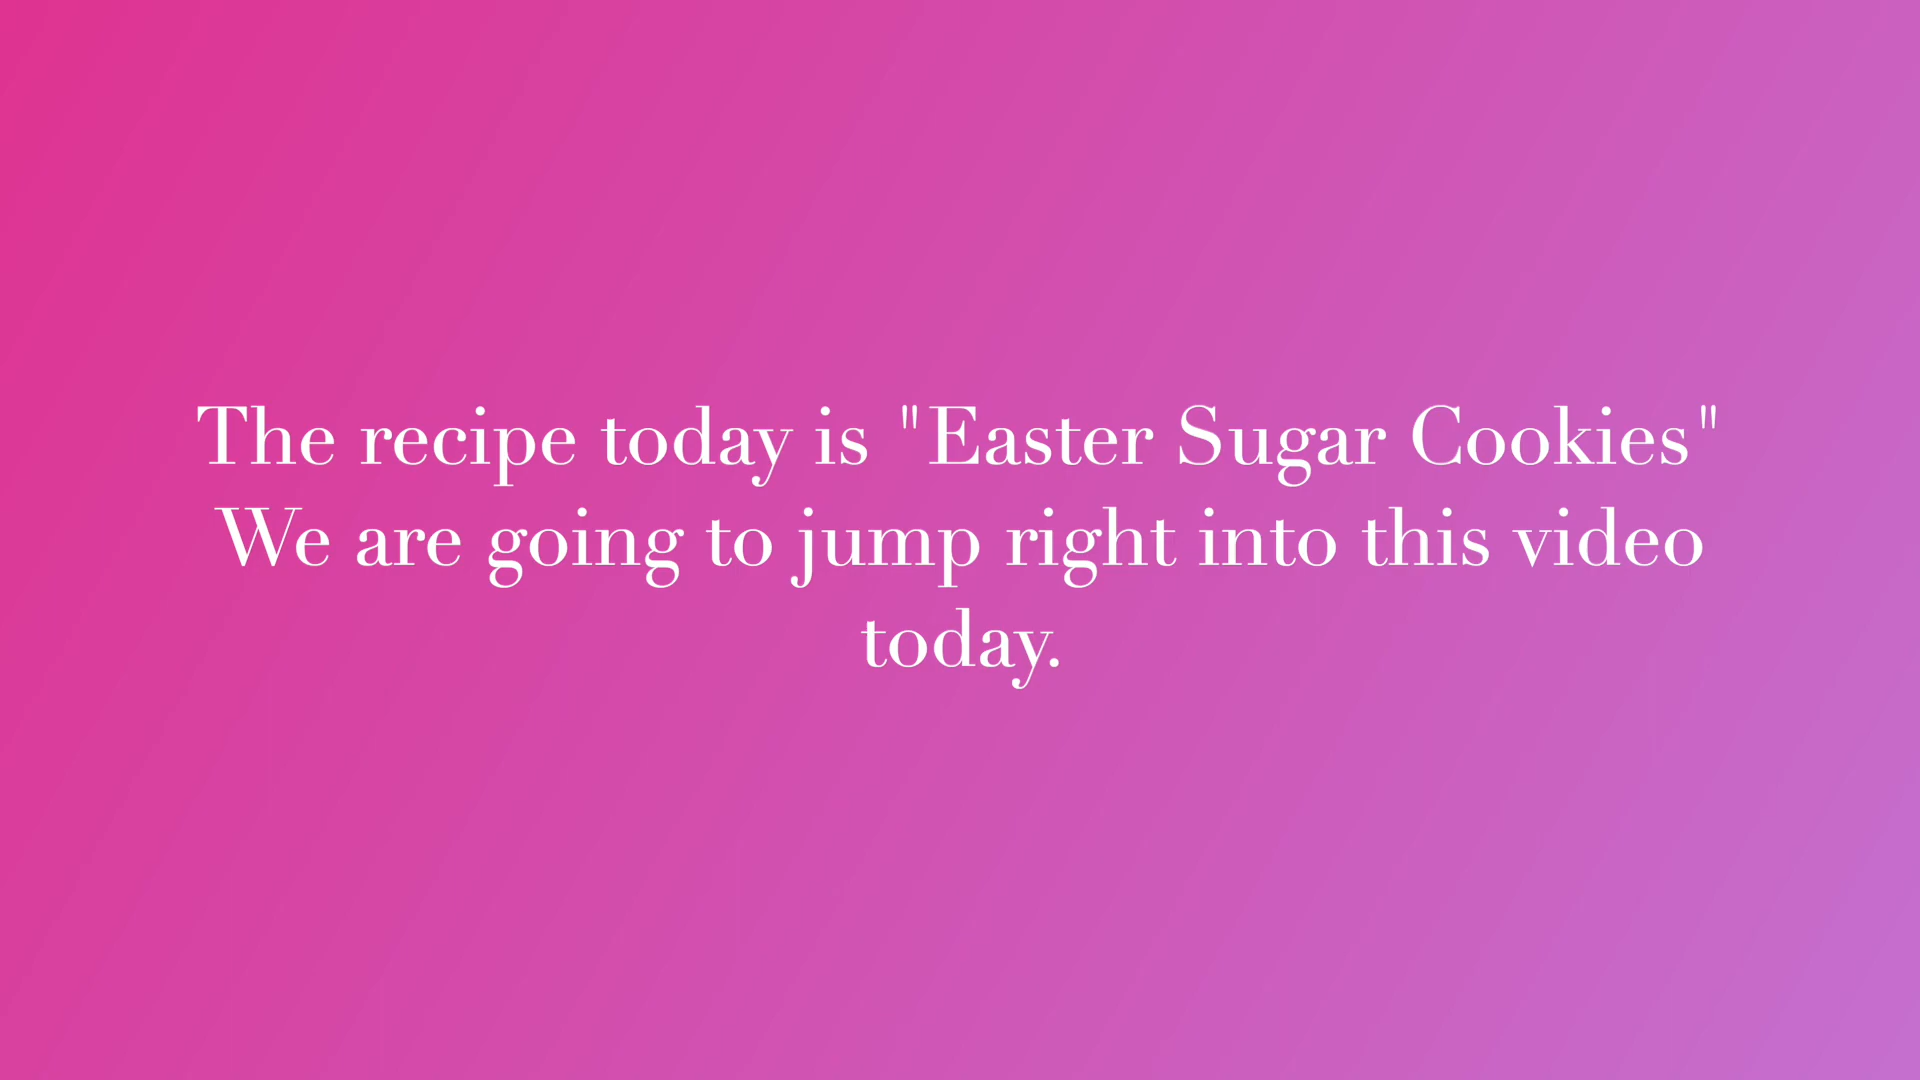 The recipe today is "Easter Sugar Cookies"
We are going to jump right into this video
today.